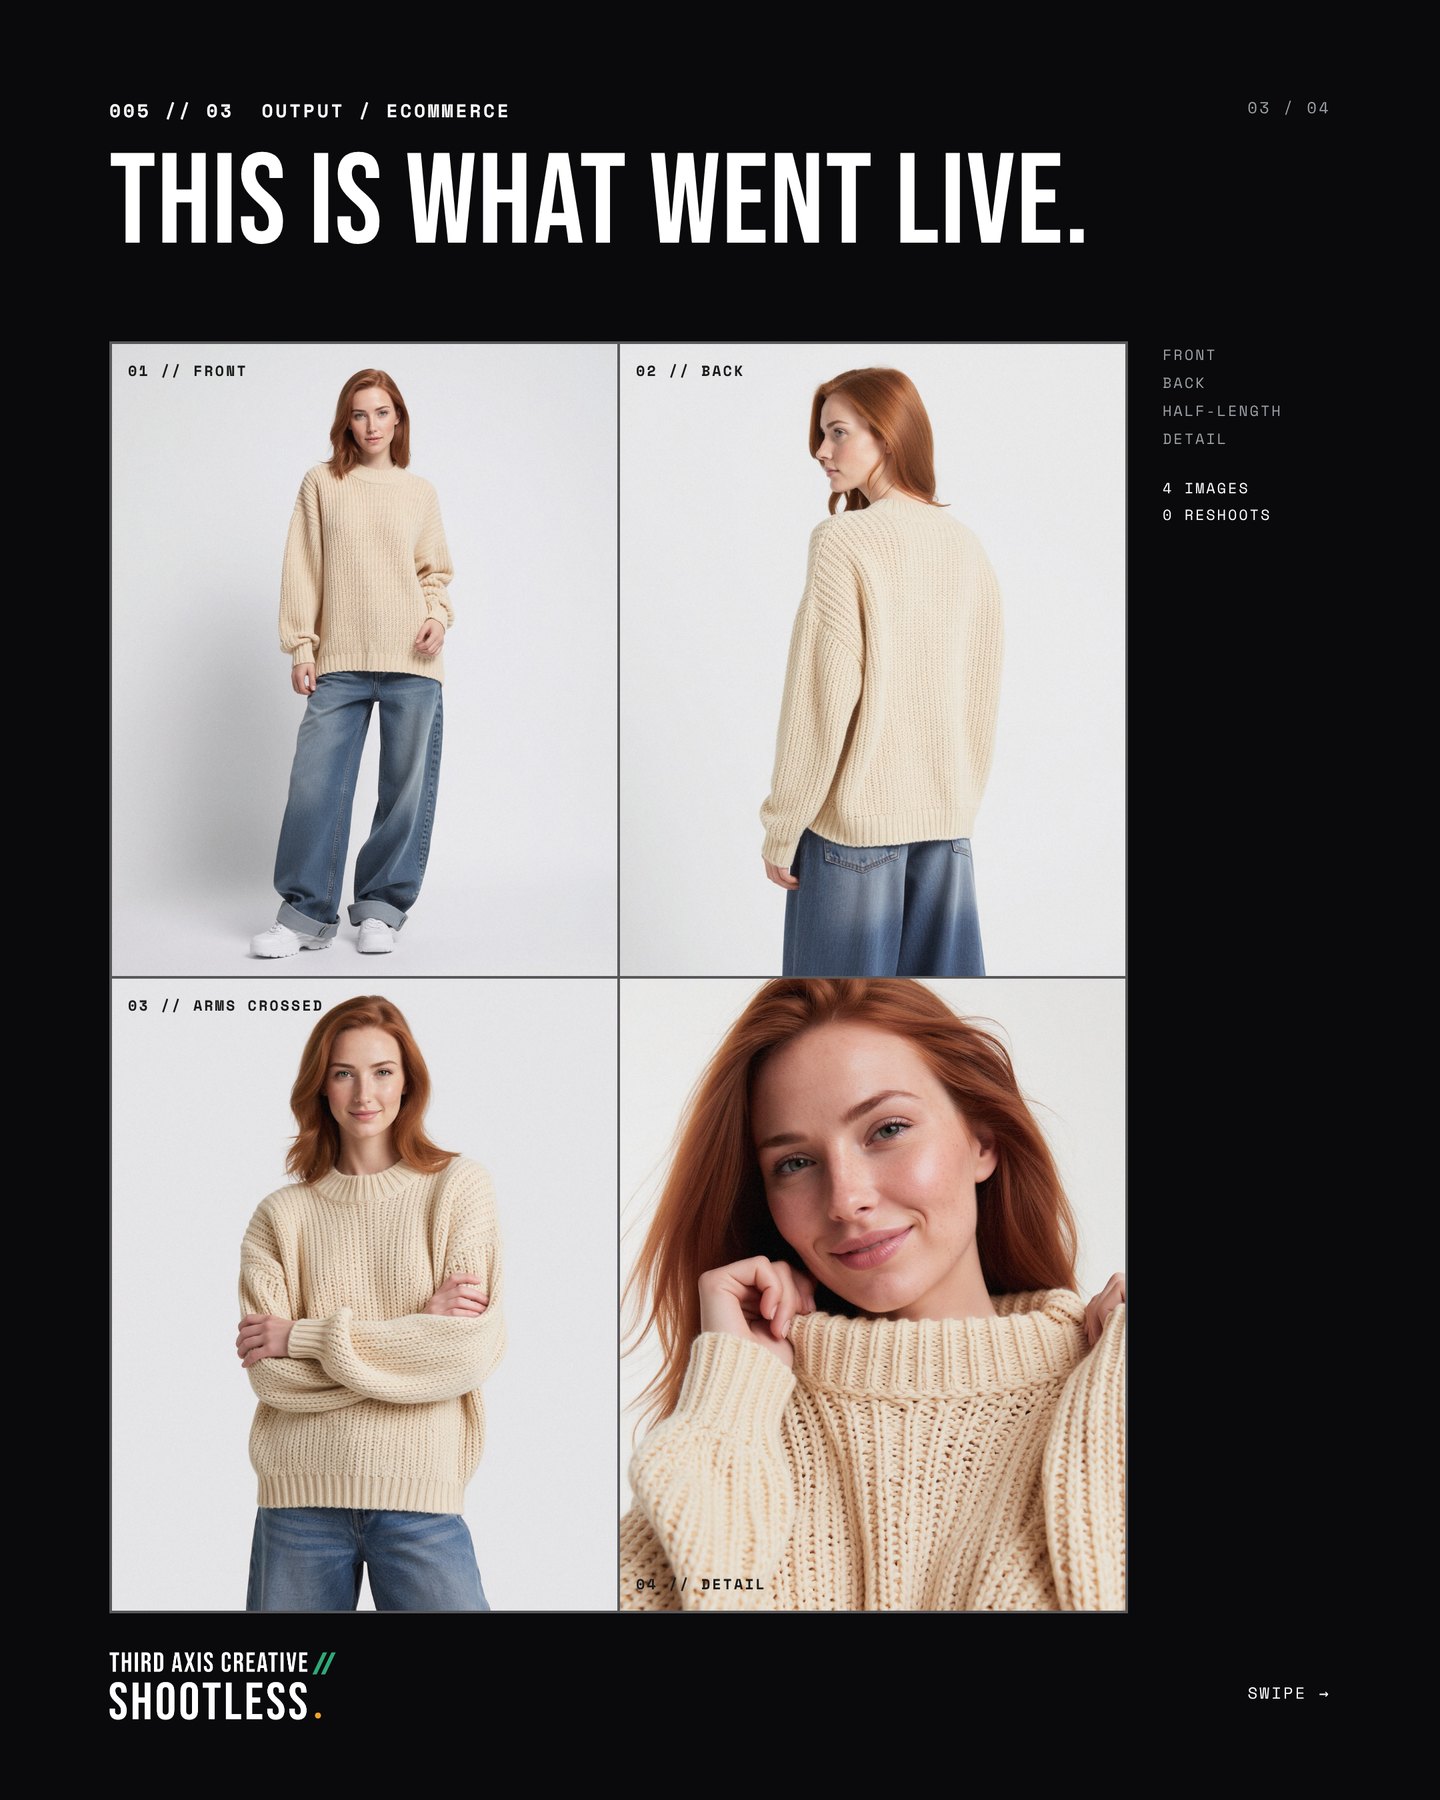 005 // 03  OUTPUT / ECOMMERCE
03 / 04
THIS IS WHAT WENT LIVE.
01 // FRONT
02 // BACK
FRONT
BACK
HALF-LENGTH
DETAIL
4 IMAGES
0 RESHOOTS
03 // ARMS CROSSED
04 // DETAIL
THIRD AXIS CREATIVE //
SHOOTLESS.
SWIPE →